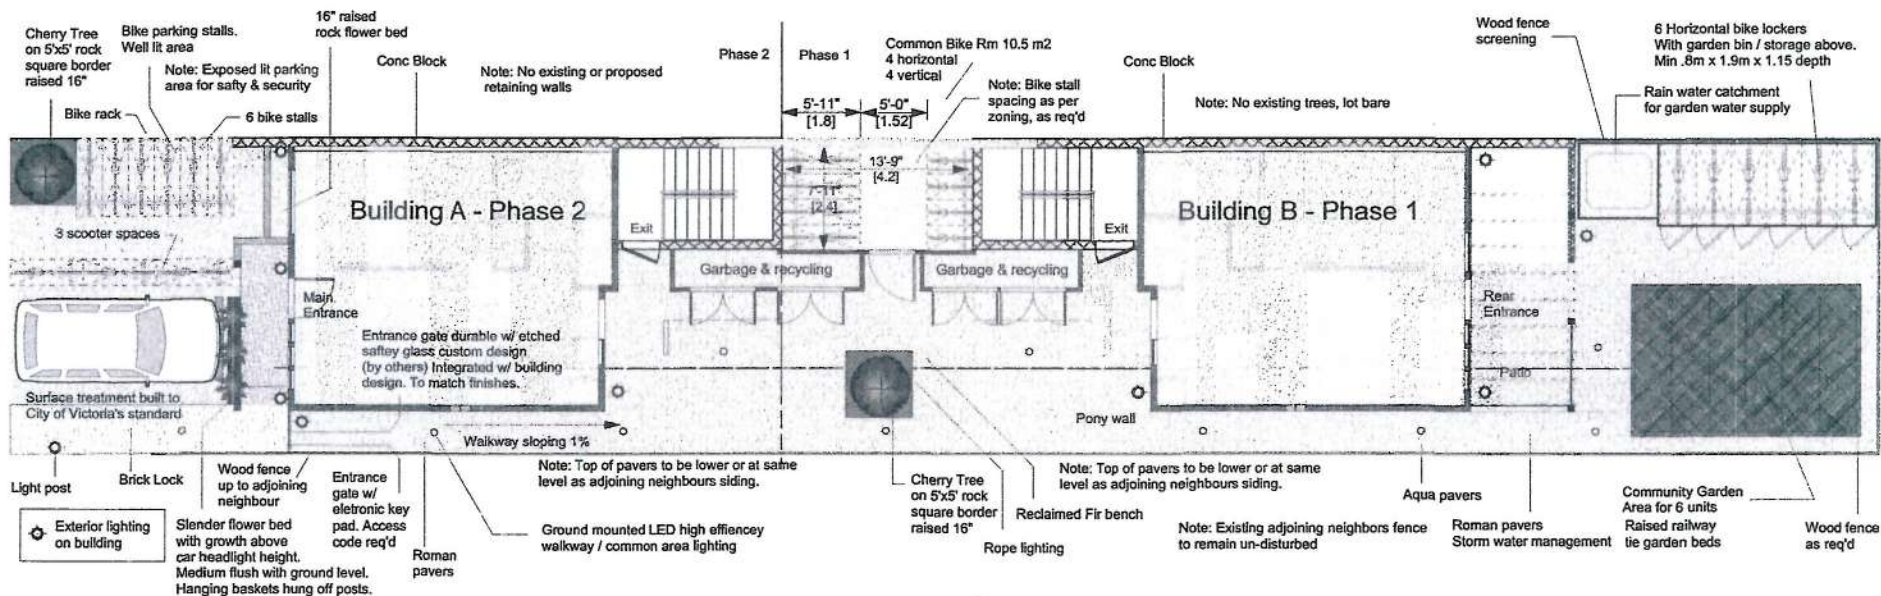 Cherry Tree
on 5'x5' rock
square border
raised 16"
Bike parking stalls.
Well lit area
Note: Exposed lit parking
area for safty & security
Bike rack
6 bike stalls
16" raised
rock flower bed
Conc Block
Note: No existing or proposed
retaining walls
Phase 2
Phase 1
Common Bike Rm 10.5 m2
4 horizontal
4 vertical
5'-11"
[1.8]
5'-0"
[1.52]
Note: Bike stall
spacing as per
zoning, as req'd
Conc Block
Note: No existing trees, lot bare
Wood fence
screening
6 Horizontal bike lockers
With garden bin / storage above.
Min .8m x 1.9m x 1.15 depth
Rain water catchment
for garden water supply
13'-9"
[4.2]
7'-11"
[2.4]
Building A - Phase 2
Building B - Phase 1
3 scooter spaces
Exit
Exit
Garbage & recycling
Garbage & recycling
Main
Entrance
Rear
Entrance
Entrance gate durable w/ etched
saftey glass custom design
(by others) Integrated w/ building
design. To match finishes.
Patio
Surface treatment built to
City of Victoria's standard
Pony wall
Walkway sloping 1%
Light post
Brick Lock
Wood fence
up to adjoining
neighbour
Entrance
gate w/
eletronic key
pad. Access
code req'd
Roman
pavers
Note: Top of pavers to be lower or at same
level as adjoining neighbours siding.
Ground mounted LED high effiencey
walkway / common area lighting
Cherry Tree
on 5'x5' rock
square border
raised 16"
Reclaimed Fir bench
Rope lighting
Note: Top of pavers to be lower or at same
level as adjoining neighbours siding.
Note: Existing adjoining neighbors fence
to remain un-disturbed
Aqua pavers
Roman pavers
Storm water management
Community Garden
Area for 6 units
Raised railway
tie garden beds
Wood fence
as req'd
Exterior lighting
on building
Slender flower bed
with growth above
car headlight height.
Medium flush with ground level.
Hanging baskets hung off posts.